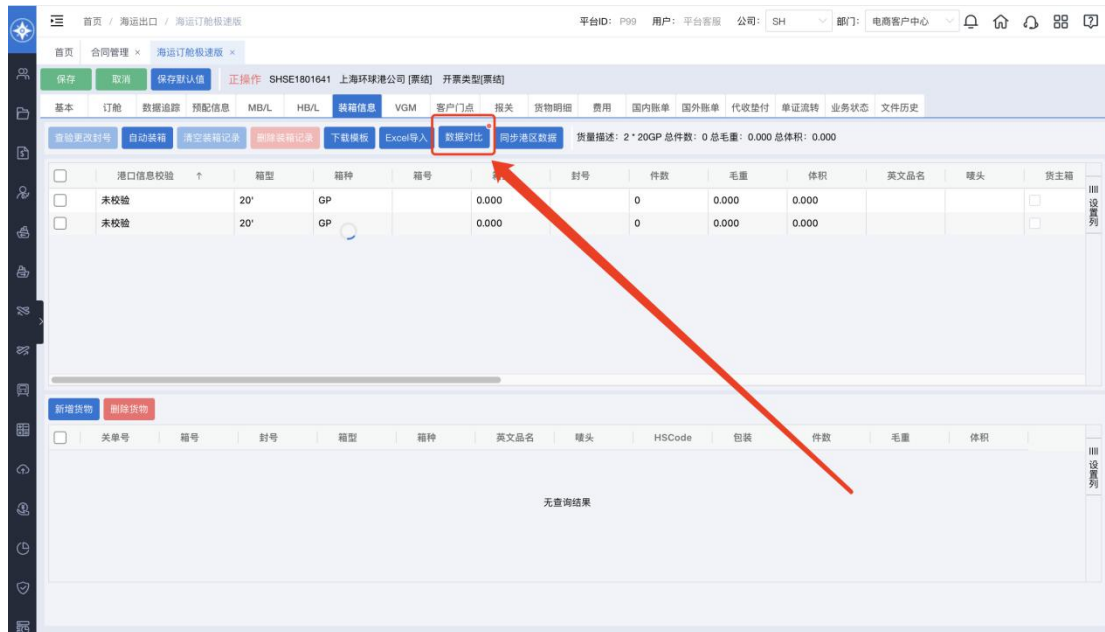 首页 / 海运出口 / 海运订舱极速版 平台ID: P99 用户: 平台客服 公司: SH 部门: 电商客户中心
首页 合同管理 × 海运订舱极速版 ×
保存 取消 保存默认值 正操作 SHSE1801641 上海环球港公司 [票结] 开票类型[票结]
基本 订舱 数据追踪 预配信息 MB/L HB/L 装箱信息 VGM 客户门点 报关 货物明细 费用 国内账单 国外账单 代收垫付 单证流转 业务状态 文件历史
查验更改封号 自动装箱 清空装箱记录 删除装箱记录 下载模板 Excel导入 数据对比 同步港区数据 货量描述: 2 * 20GP 总件数: 0 总毛重: 0.000 总体积: 0.000
港口信息校验 ↑ 箱型 箱种 箱号 封号 件数 毛重 体积 英文品名 唛头 货主箱
未校验 20' GP 0.000 0 0.000 0.000
未校验 20' GP 0.000 0 0.000 0.000
设置列
新增货物 删除货物
关单号 箱号 封号 箱型 箱种 英文品名 唛头 HSCode 包装 件数 毛重 体积
设置列
无查询结果